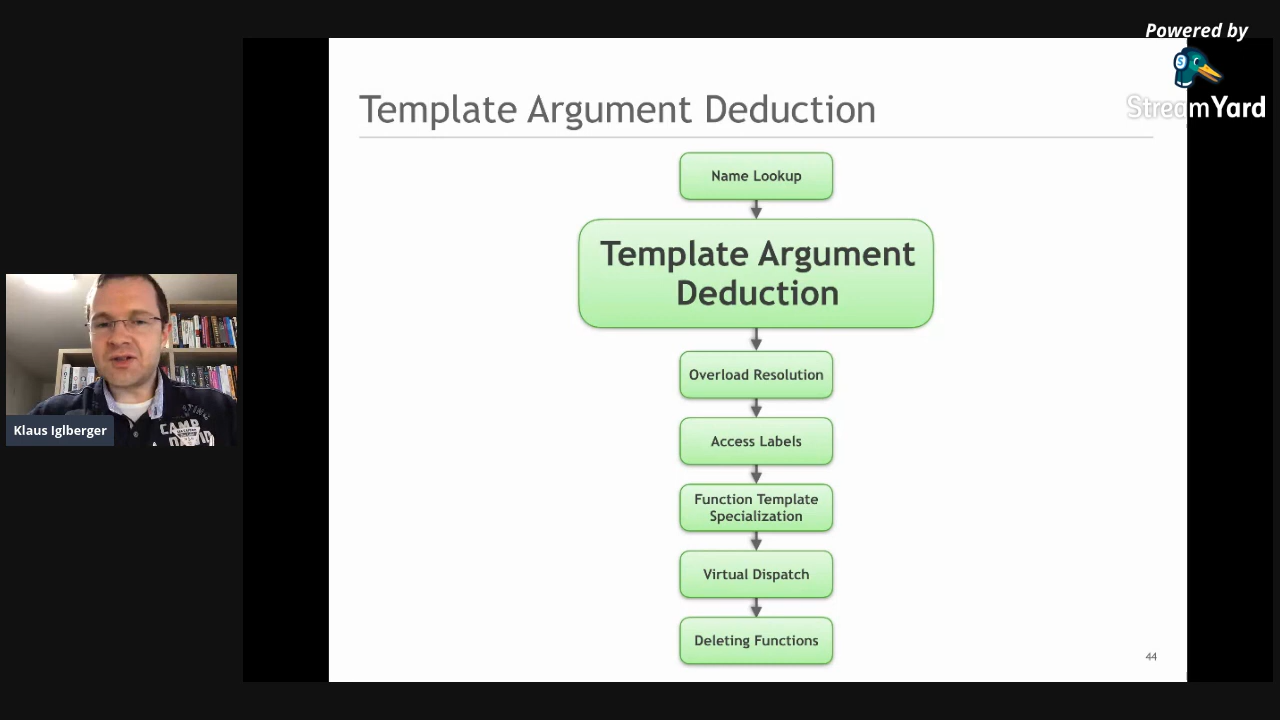 Powered by
StreamYard
Template Argument Deduction
Name Lookup
Template Argument
Deduction
Overload Resolution
Access Labels
Function Template
Specialization
Virtual Dispatch
Deleting Functions
44
Klaus Iglberger
CAMP